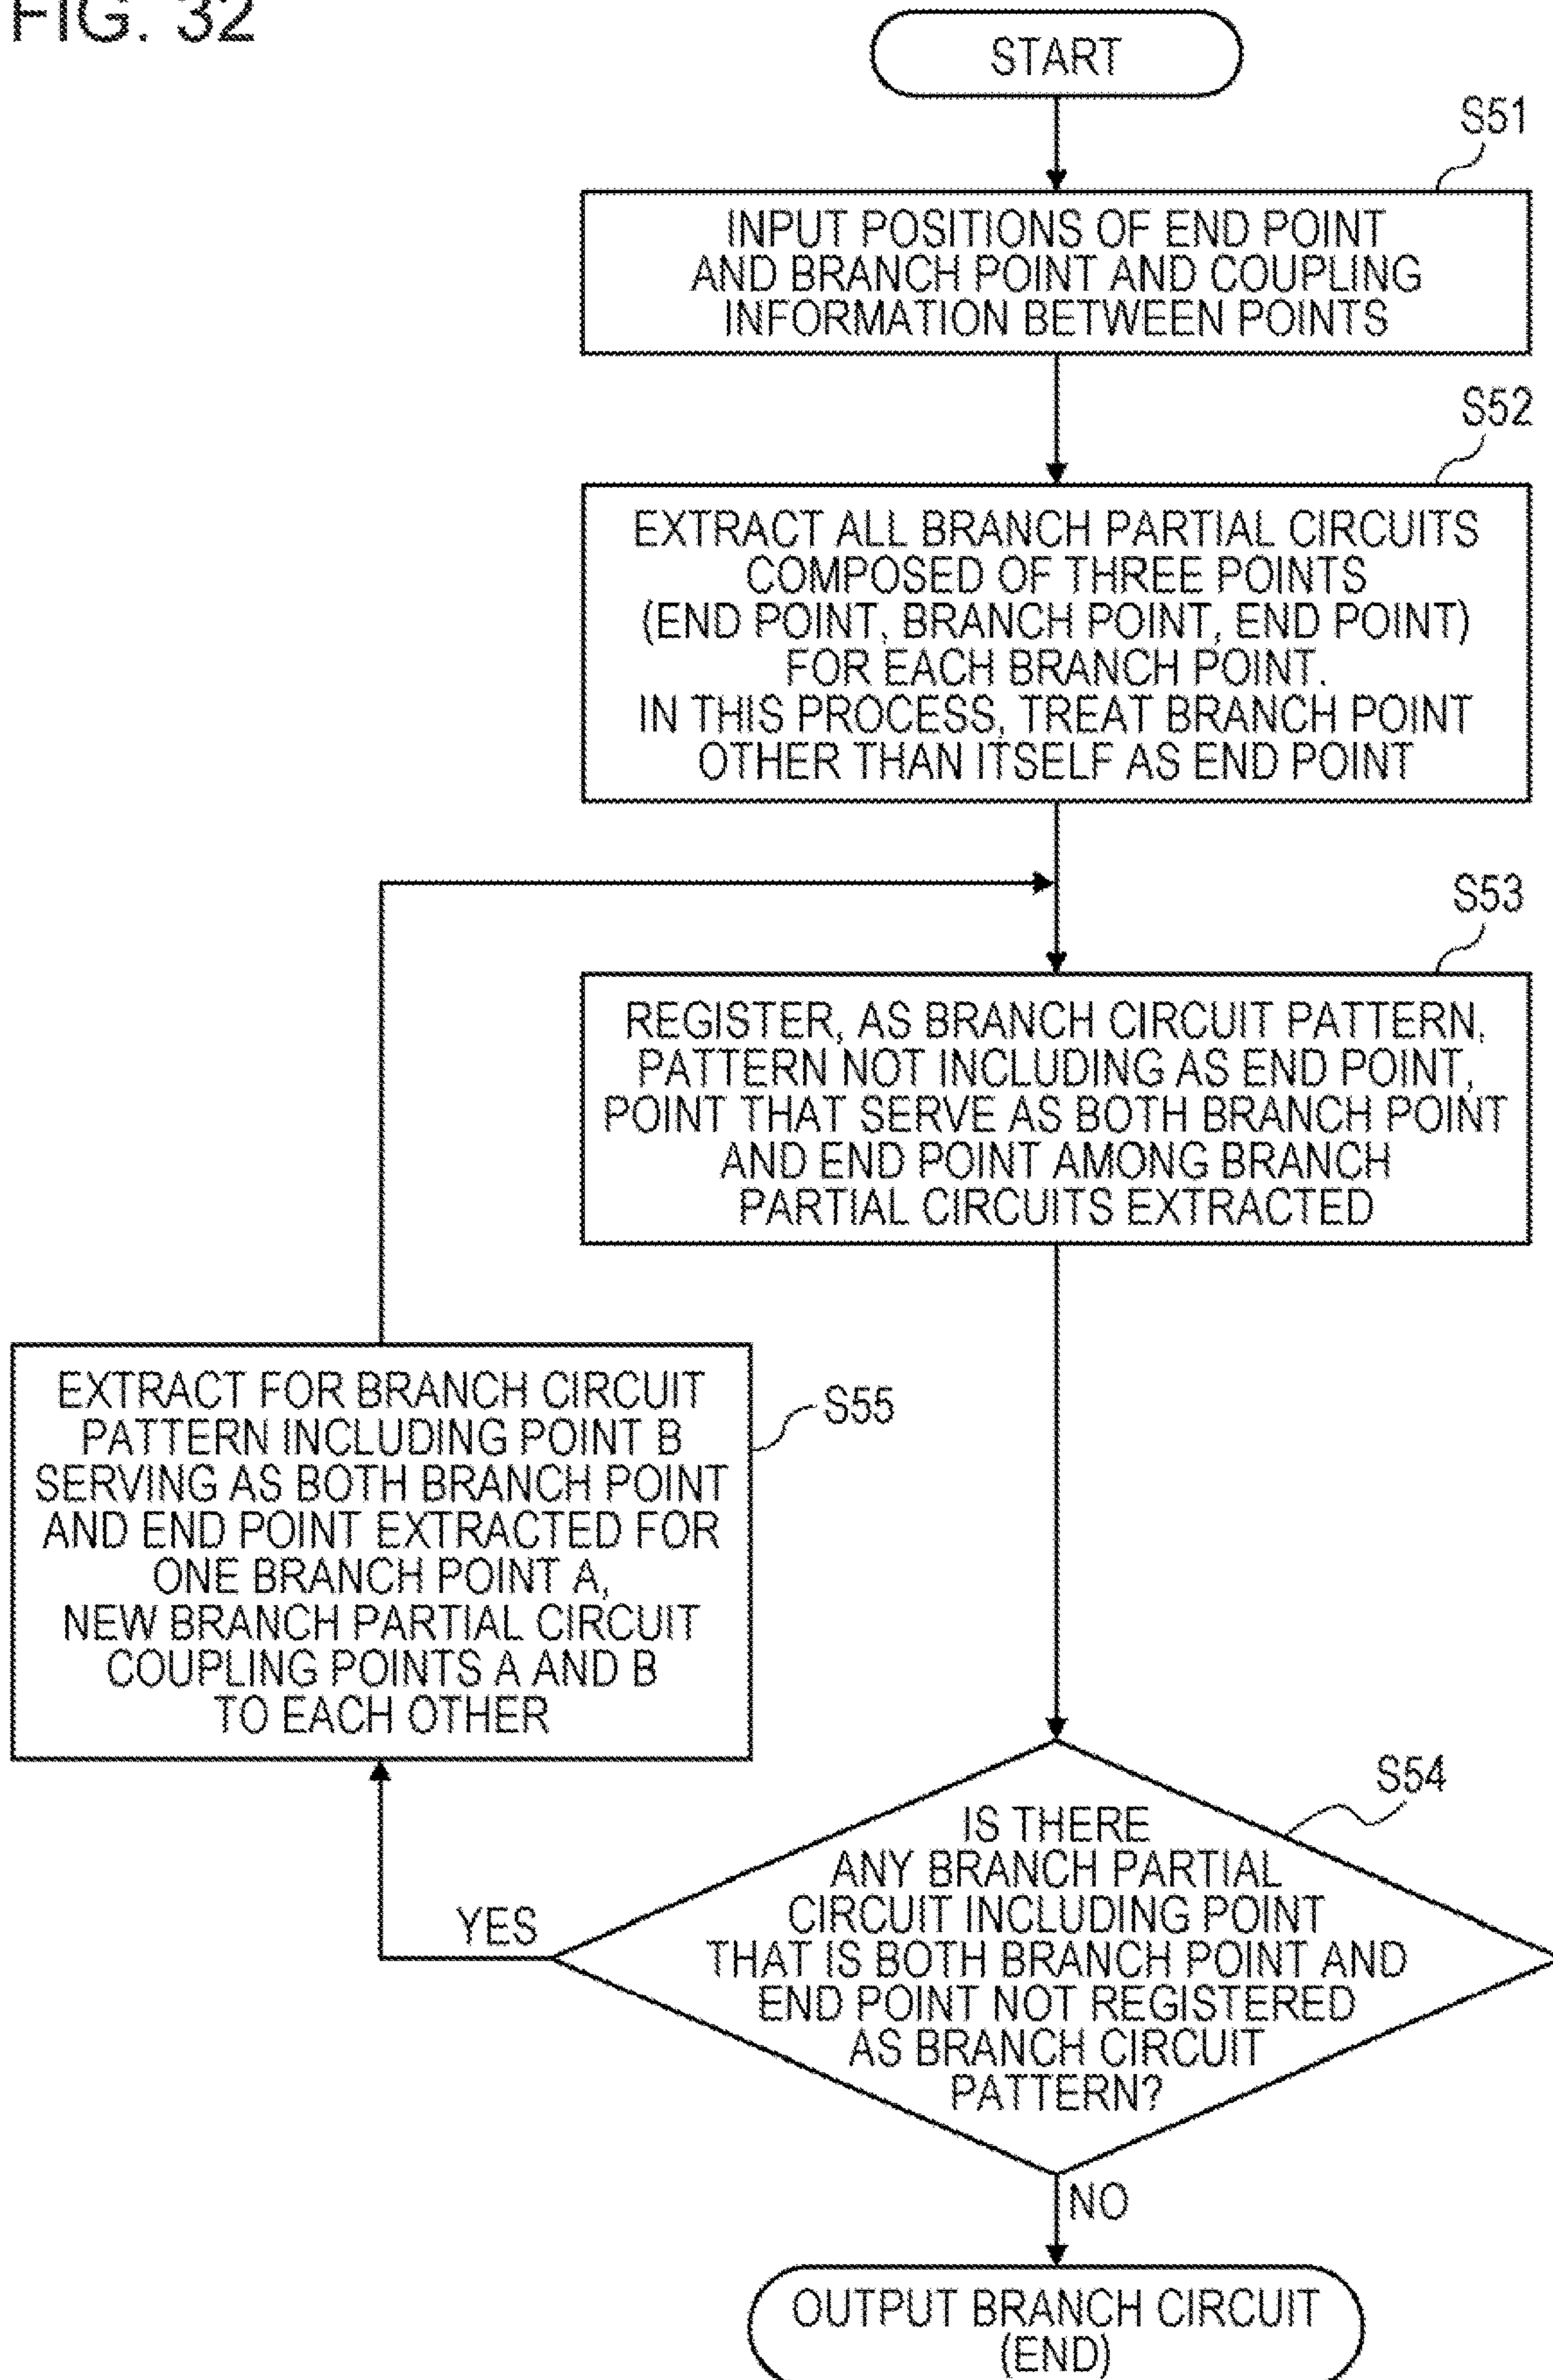 FIG. 32
START
S51
INPUT POSITIONS OF END POINT
AND BRANCH POINT AND COUPLING
INFORMATION BETWEEN POINTS
S52
EXTRACT ALL BRANCH PARTIAL CIRCUITS
COMPOSED OF THREE POINTS
(END POINT, BRANCH POINT, END POINT)
FOR EACH BRANCH POINT.
IN THIS PROCESS, TREAT BRANCH POINT
OTHER THAN ITSELF AS END POINT
S53
REGISTER, AS BRANCH CIRCUIT PATTERN,
PATTERN NOT INCLUDING AS END POINT,
POINT THAT SERVE AS BOTH BRANCH POINT
AND END POINT AMONG BRANCH
PARTIAL CIRCUITS EXTRACTED
EXTRACT FOR BRANCH CIRCUIT
PATTERN INCLUDING POINT B
SERVING AS BOTH BRANCH POINT
AND END POINT EXTRACTED FOR
ONE BRANCH POINT A,
NEW BRANCH PARTIAL CIRCUIT
COUPLING POINTS A AND B
TO EACH OTHER
S55
S54
IS THERE
ANY BRANCH PARTIAL
CIRCUIT INCLUDING POINT
THAT IS BOTH BRANCH POINT AND
END POINT NOT REGISTERED
AS BRANCH CIRCUIT
PATTERN?
YES
NO
OUTPUT BRANCH CIRCUIT
(END)